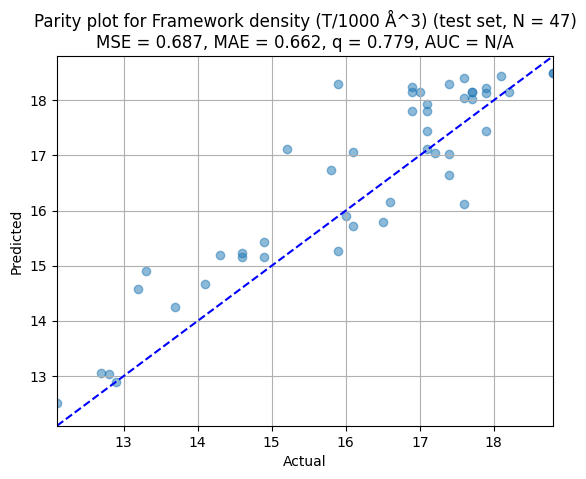 Parity plot for Framework density (T/1000 Å^3) (test set, N = 47)
MSE = 0.687, MAE = 0.662, q = 0.779, AUC = N/A
18
17
16
15
14
13
Predicted
13 14 15 16 17 18
Actual